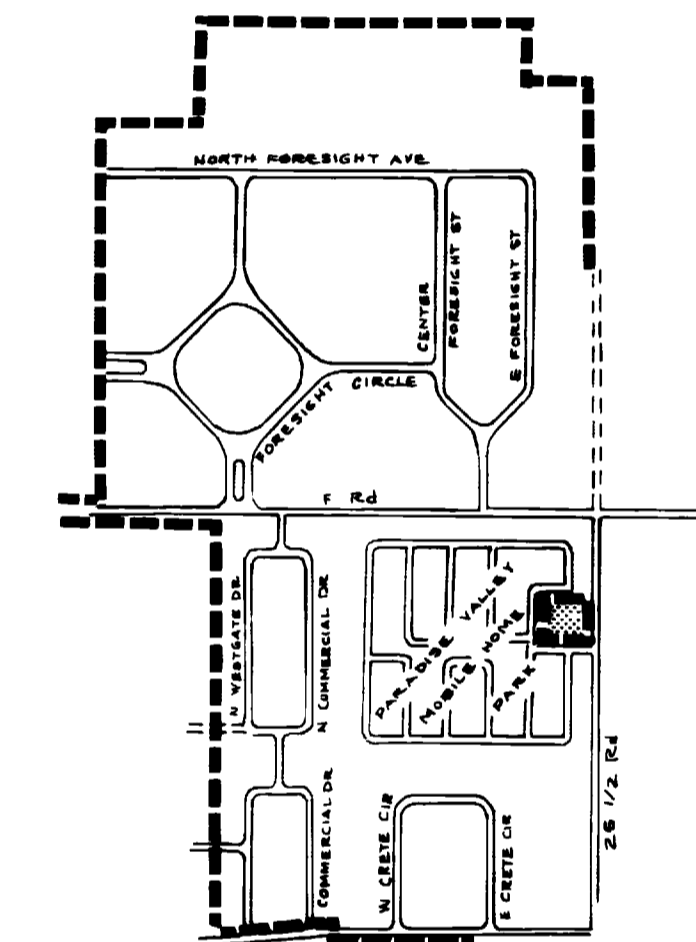 NORTH FORESIGHT AVE
FORESIGHT ST
E FORESIGHT ST
CENTER
CIRCLE
FORESIGHT
F Rd
N WESTGATE DR
N COMMERCIAL DR
PARADISE VALLEY
MOBILE HOME
PARK
26 1/2 Rd
COMMERCIAL DR
W CRETE CIR
E CRETE CIR